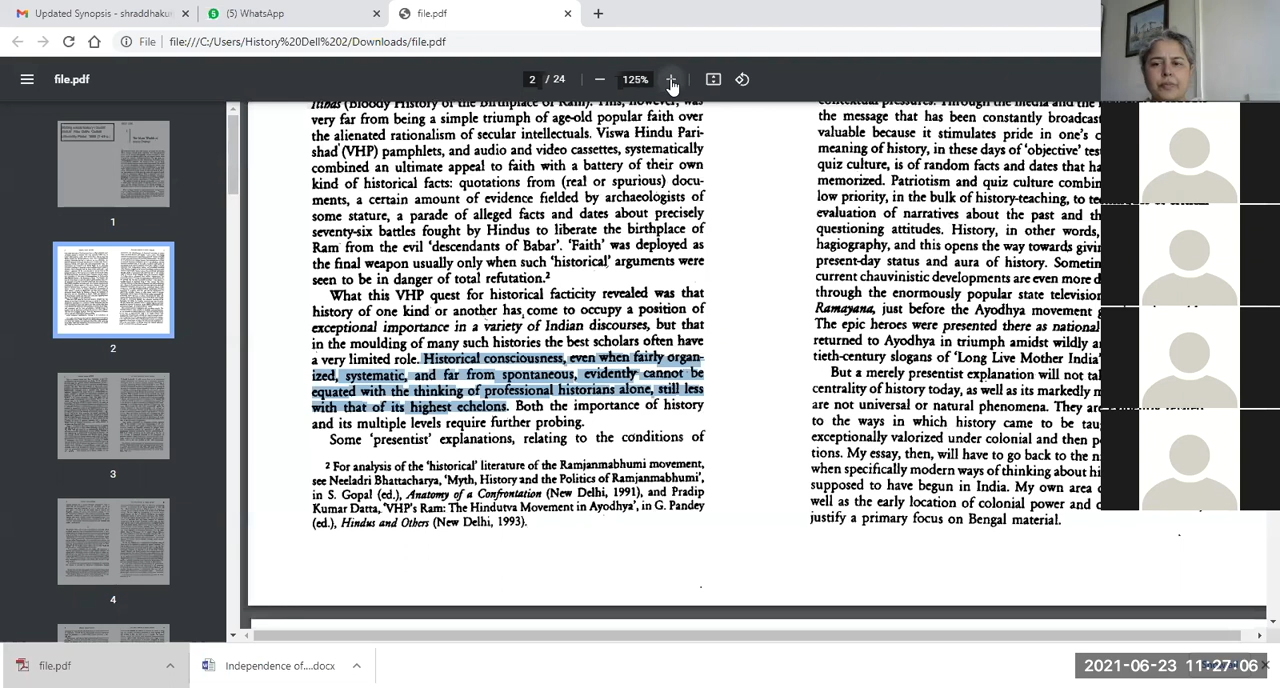 Updated Synopsis - shraddhaku
(5) WhatsApp
file.pdf
File
file:///C:/Users/History%20Dell%202/Downloads/file.pdf
file.pdf
2 / 24
125%
1
2
3
4
(Bloody History of the Birthplace of Ram). This, however, was
very far from being a simple triumph of age-old popular faith over
the alienated rationalism of secular intellectuals. Viswa Hindu Pari-
shad (VHP) pamphlets, and audio and video cassettes, systematically
combined an ultimate appeal to faith with a battery of their own
kind of historical facts: quotations from (real or spurious) docu-
ments, a certain amount of evidence fielded by archaeologists of
some stature, a parade of alleged facts and dates about precisely
seventy-six battles fought by Hindus to liberate the birthplace of
Ram from the evil 'descendants of Babar'. 'Faith' was deployed as
the final weapon usually only when such 'historical' arguments were
seen to be in danger of total refutation.²
What this VHP quest for historical facticity revealed was that
history of one kind or another has come to occupy a position of
exceptional importance in a variety of Indian discourses, but that
in the moulding of many such histories the best scholars often have
a very limited role. Historical consciousness, even when fairly organ-
ized, systematic, and far from spontaneous, evidently cannot be
equated with the thinking of professional historians alone, still less
with that of its highest echelons. Both the importance of history
and its multiple levels require further probing.
Some 'presentist' explanations, relating to the conditions of
² For analysis of the 'historical' literature of the Ramjanmabhumi movement,
see Neeladri Bhattacharya, 'Myth, History and the Politics of Ramjanmabhumi',
in S. Gopal (ed.), Anatomy of a Confrontation (New Delhi, 1991), and Pradip
Kumar Datta, 'VHP's Ram: The Hindutva Movement in Ayodhya', in G. Pandey
(ed.), Hindus and Others (New Delhi, 1993).
contextual pressures. Through the media and the
the message that has been constantly broadcast
valuable because it stimulates pride in one's c
meaning of history, in these days of 'objective' tes
quiz culture, is of random facts and dates that ha
memorized. Patriotism and quiz culture combin
low priority, in the bulk of history-teaching, to te
evaluation of narratives about the past and th
questioning attitudes. History, in other words,
hagiography, and this opens the way towards givin
present-day status and aura of history. Sometim
current chauvinistic developments are even more d
through the enormously popular state television
Ramayana, just before the Ayodhya movement g
The epic heroes were presented there as national
returned to Ayodhya in triumph amidst wildly ar
tieth-century slogans of 'Long Live Mother India'
But a merely presentist explanation will not tal
centrality of history today, as well as its markedly m
are not universal or natural phenomena. They are
to the ways in which history came to be tau
exceptionally valorized under colonial and then p
tions. My essay, then, will have to go back to the ni
when specifically modern ways of thinking about hi
supposed to have begun in India. My own area o
well as the early location of colonial power and c
justify a primary focus on Bengal material.
file.pdf
Independence of....docx
2021-06-23 11:27:06